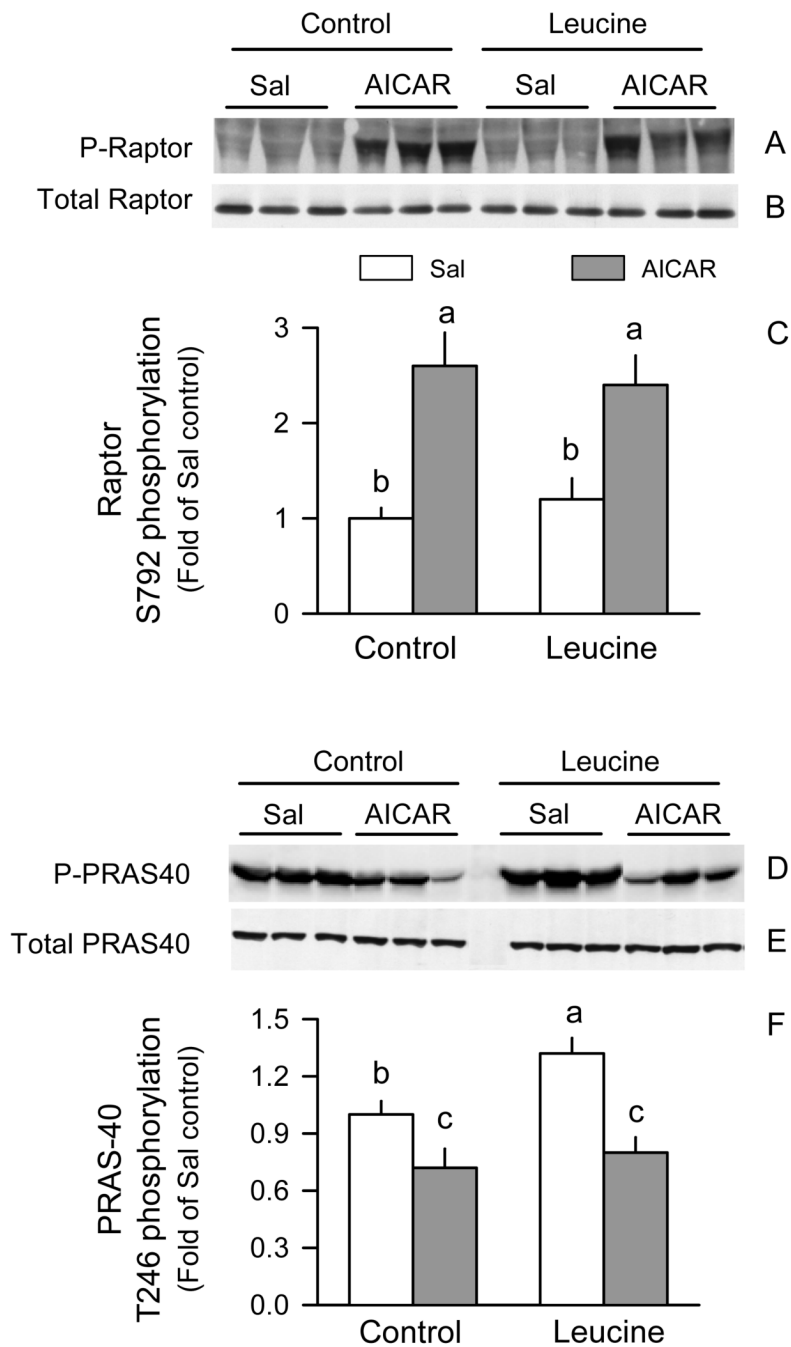 Control Leucine
Sal AICAR Sal AICAR
P-Raptor A
Total Raptor B
Sal AICAR
C
Raptor
S792 phosphorylation
(Fold of Sal control)
3
2
1
0
a
a
b
b
Control Leucine
Control Leucine
Sal AICAR Sal AICAR
P-PRAS40 D
Total PRAS40 E
F
PRAS-40
T246 phosphorylation
(Fold of Sal control)
1.5
1.2
0.9
0.6
0.3
0.0
a
b
c
c
Control Leucine